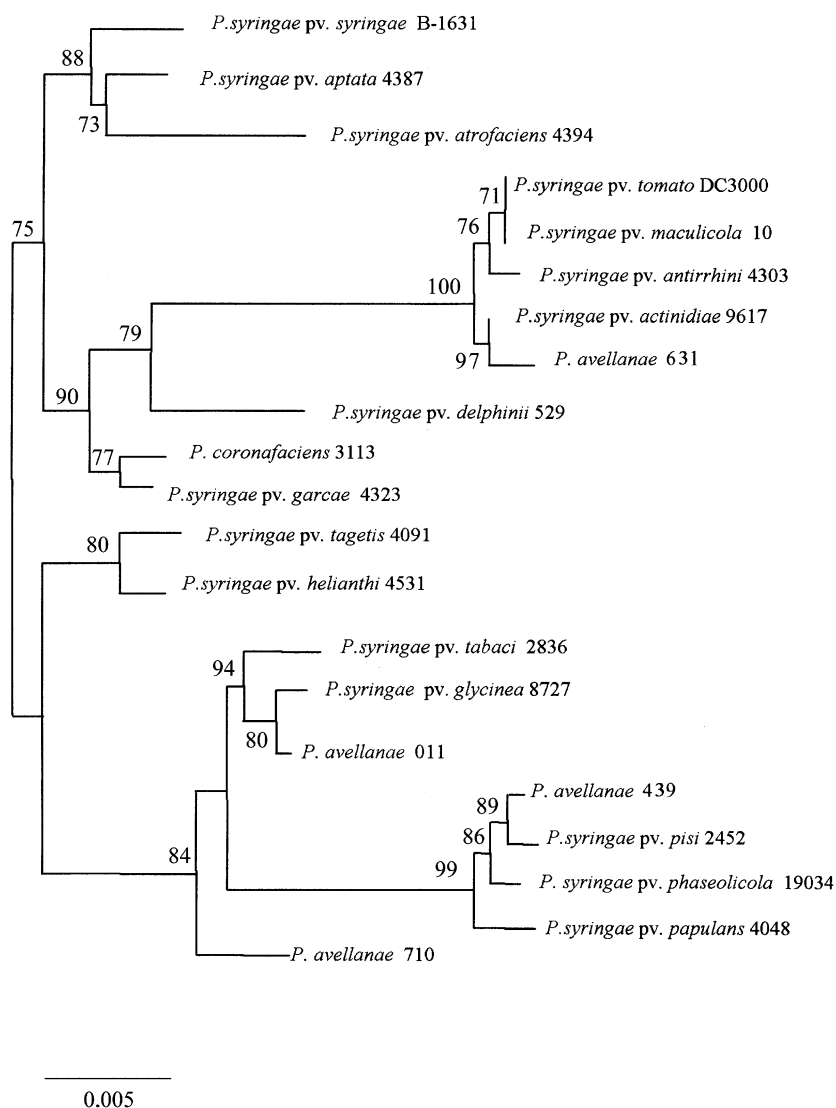 P.syringae pv. syringae B-1631
88
P.syringae pv. aptata 4387
73
P.syringae pv. atrofaciens 4394
P.syringae pv. tomato DC3000
71
76
P.syringae pv. maculicola 10
75
P.syringae pv. antirrhini 4303
100
P.syringae pv. actinidiae 9617
79
97
P. avellanae 631
90
P.syringae pv. delphinii 529
P. coronafaciens 3113
77
P.syringae pv. garcae 4323
P.syringae pv. tagetis 4091
80
P.syringae pv. helianthi 4531
P.syringae pv. tabaci 2836
94
P.syringae pv. glycinea 8727
80
P. avellanae 011
P. avellanae 439
89
86
P.syringae pv. pisi 2452
84
99
P. syringae pv. phaseolicola 19034
P.syringae pv. papulans 4048
P. avellanae 710
0.005